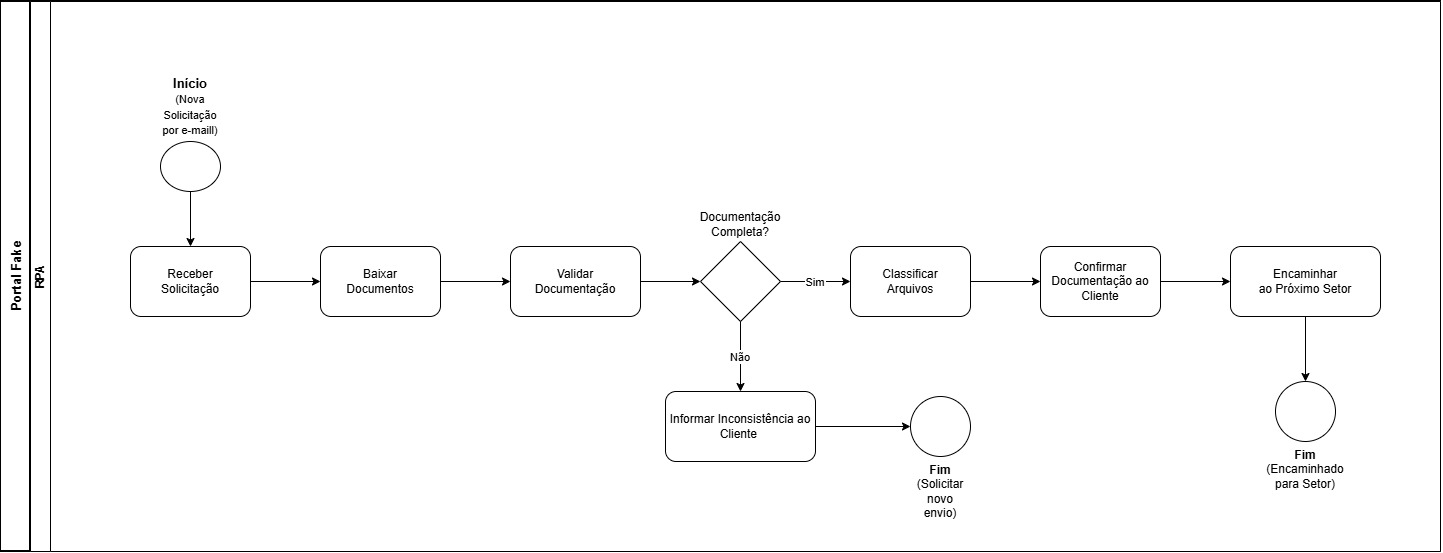 Portal Fake
RPA
Início
(Nova
Solicitação
por e-maill)
Receber
Solicitação
Baixar
Documentos
Validar
Documentação
Documentação
Completa?
Sim
Classificar
Arquivos
Confirmar
Documentação ao
Cliente
Encaminhar
ao Próximo Setor
Não
Informar Inconsistência ao
Cliente
Fim
(Solicitar
novo
envio)
Fim
(Encaminhado
para Setor)